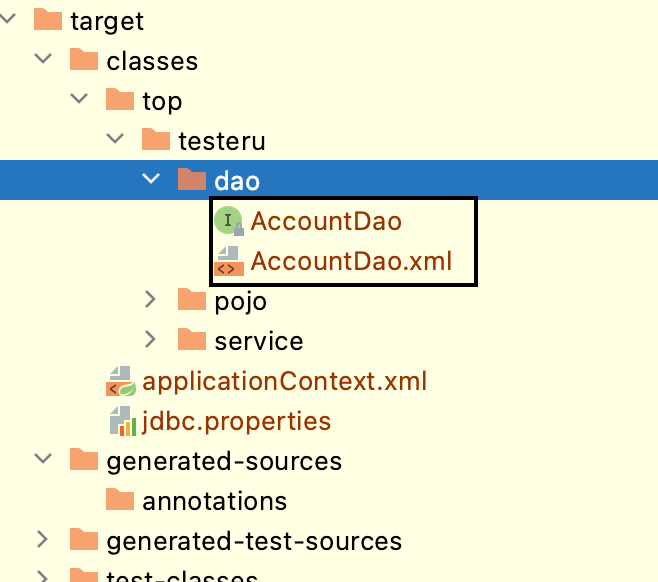 target
classes
top
testeru
dao
AccountDao
AccountDao.xml
pojo
service
applicationContext.xml
jdbc.properties
generated-sources
annotations
generated-test-sources
test-classes